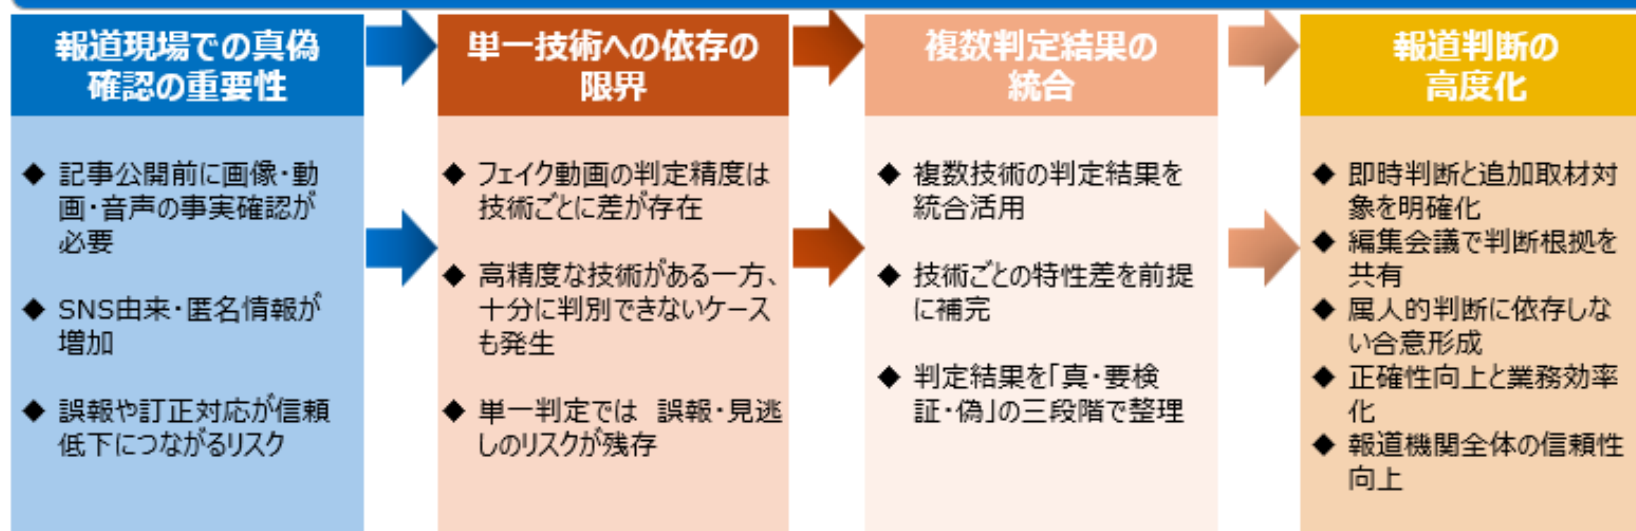 報道現場での真偽
確認の重要性
◆ 記事公開前に画像・動
画・音声の事実確認が
必要
◆ SNS由来・匿名情報が
増加
◆ 誤報や訂正対応が信頼
低下につながるリスク
単一技術への依存の
限界
◆ フェイク動画の判定精度は
技術ごとに差が存在
◆ 高精度な技術がある一方、
十分に判別できないケース
も発生
◆ 単一判定では 誤報・見逃
しのリスクが残存
複数判定結果の
統合
◆ 複数技術の判定結果を
統合活用
◆ 技術ごとの特性差を前提
に補完
◆ 判定結果を「真・要検
証・偽」の三段階で整理
報道判断の
高度化
◆ 即時判断と追加取材対
象を明確化
◆ 編集会議で判断根拠を
共有
◆ 属人的判断に依存しな
い合意形成
◆ 正確性向上と業務効率
化
◆ 報道機関全体の信頼性
向上